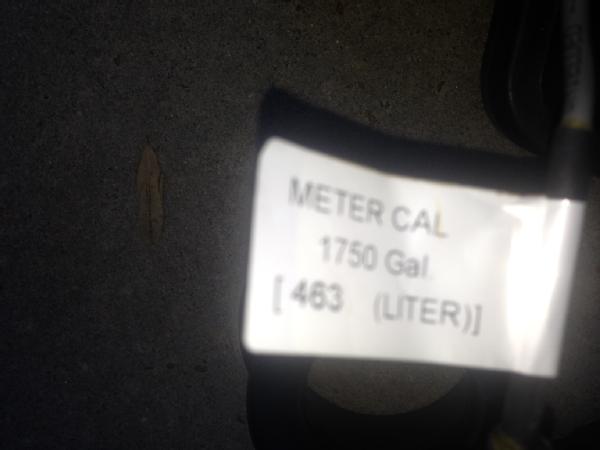 METER CAL
1750 Gal
[ 463 (LITER)]